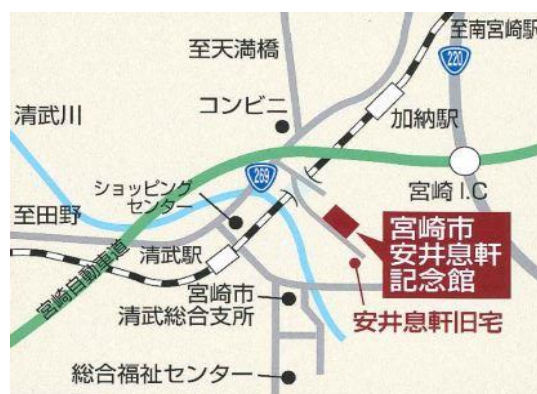 至南宮崎駅
220
至天満橋
コンビニ
加納駅
清武川
269
宮崎 I.C
ショッピング
センター
至田野
清武駅
宮崎自動車道
宮崎市
安井息軒
記念館
宮崎市
清武総合支所
安井息軒旧宅
総合福祉センター